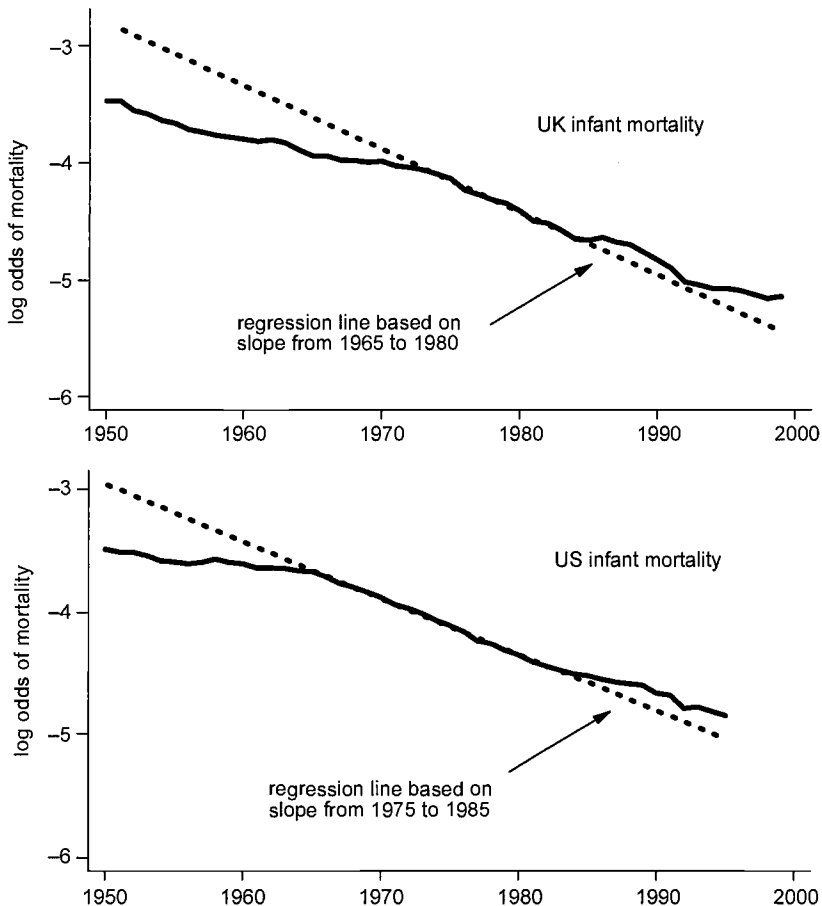 –3
–4
–5
–6
log odds of mortality
UK infant mortality
regression line based on
slope from 1965 to 1980
1950 1960 1970 1980 1990 2000
–3
–4
–5
–6
log odds of mortality
US infant mortality
regression line based on
slope from 1975 to 1985
1950 1960 1970 1980 1990 2000